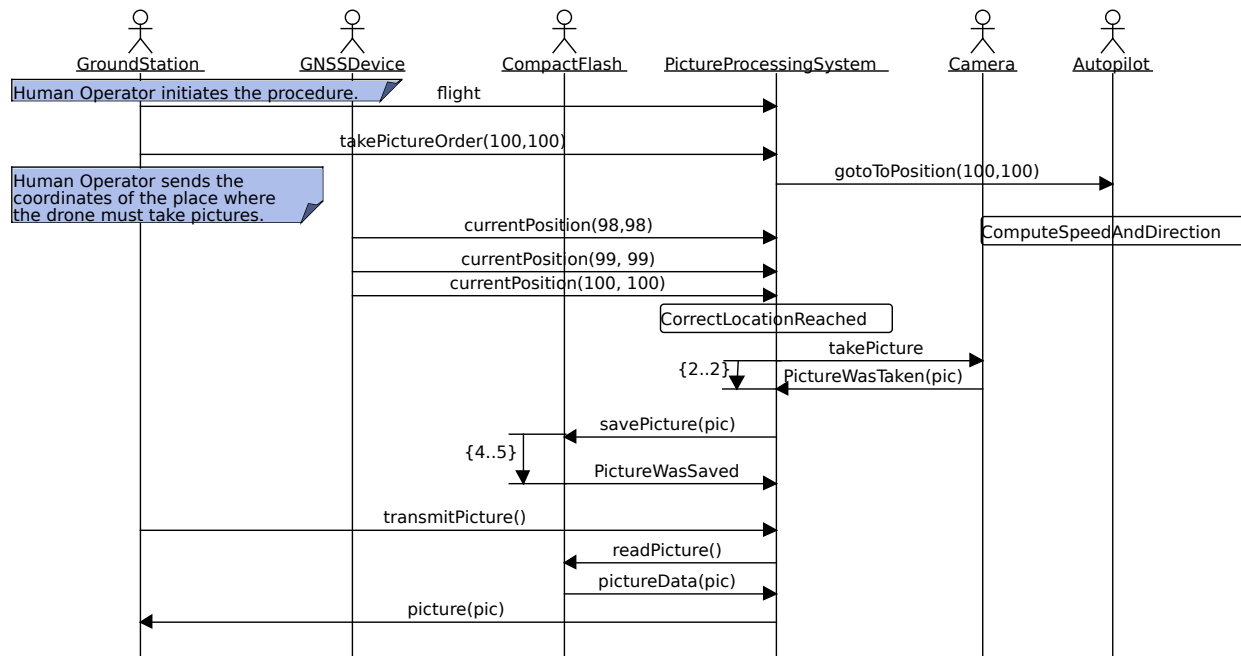 GroundStation
GNSSDevice
CompactFlash
PictureProcessingSystem
Camera
Autopilot
Human Operator initiates the procedure.
flight
takePictureOrder(100,100)
Human Operator sends the
coordinates of the place where
the drone must take pictures.
gotoToPosition(100,100)
currentPosition(98,98)
ComputeSpeedAndDirection
currentPosition(99, 99)
currentPosition(100, 100)
CorrectLocationReached
takePicture
{2..2}
PictureWasTaken(pic)
savePicture(pic)
{4..5}
PictureWasSaved
transmitPicture()
readPicture()
pictureData(pic)
picture(pic)